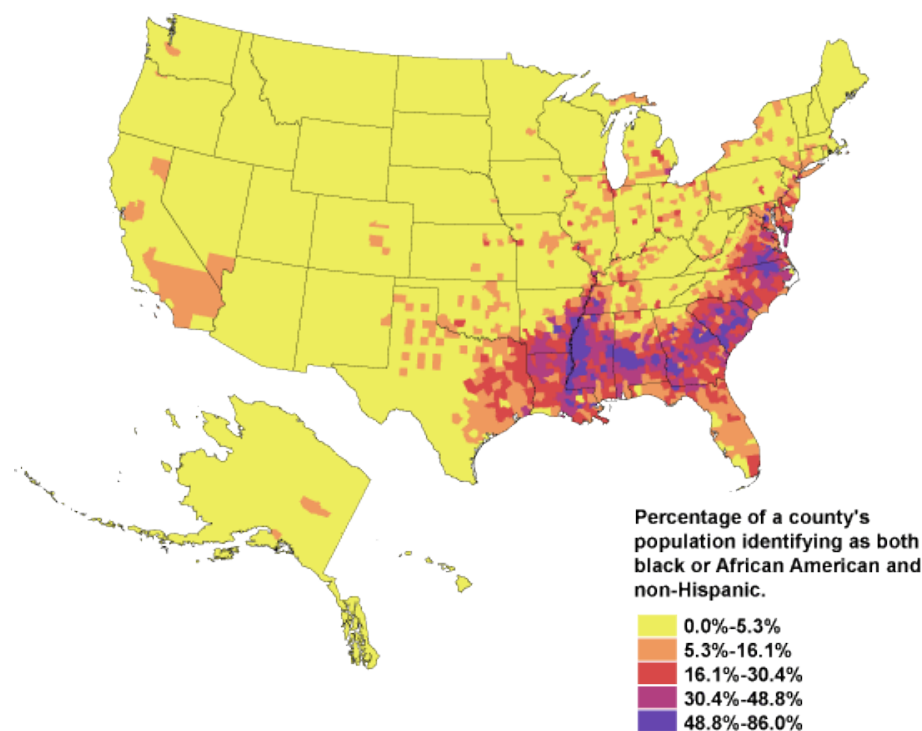 Percentage of a county's
population identifying as both
black or African American and
non-Hispanic.
0.0%-5.3%
5.3%-16.1%
16.1%-30.4%
30.4%-48.8%
48.8%-86.0%